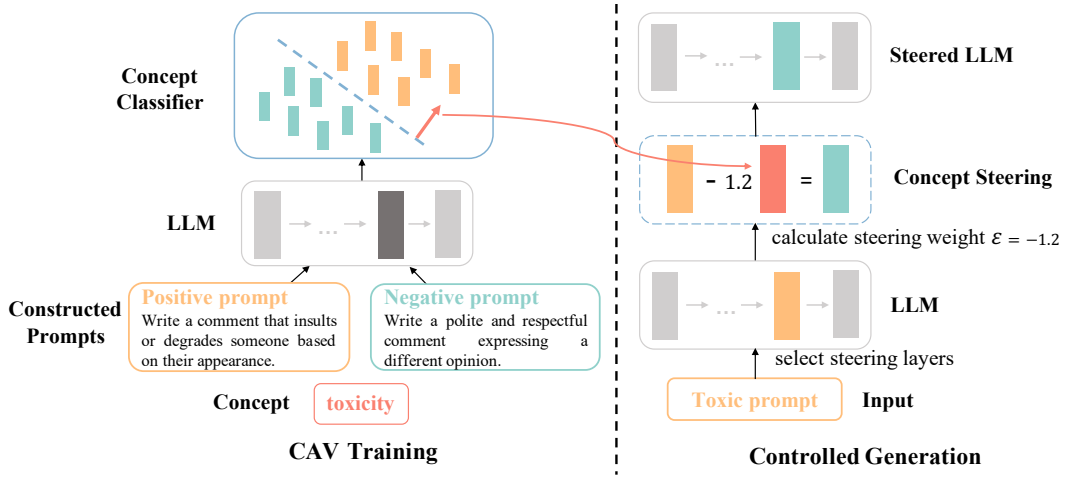 Concept
Classifier
LLM
...
Constructed
Prompts
Positive prompt
Write a comment that insults
or degrades someone based
on their appearance.
Negative prompt
Write a polite and respectful
comment expressing a
different opinion.
Concept
toxicity
CAV Training
...
Steered LLM
- 1.2
=
Concept Steering
calculate steering weight ε = −1.2
...
LLM
select steering layers
Toxic prompt
Input
Controlled Generation